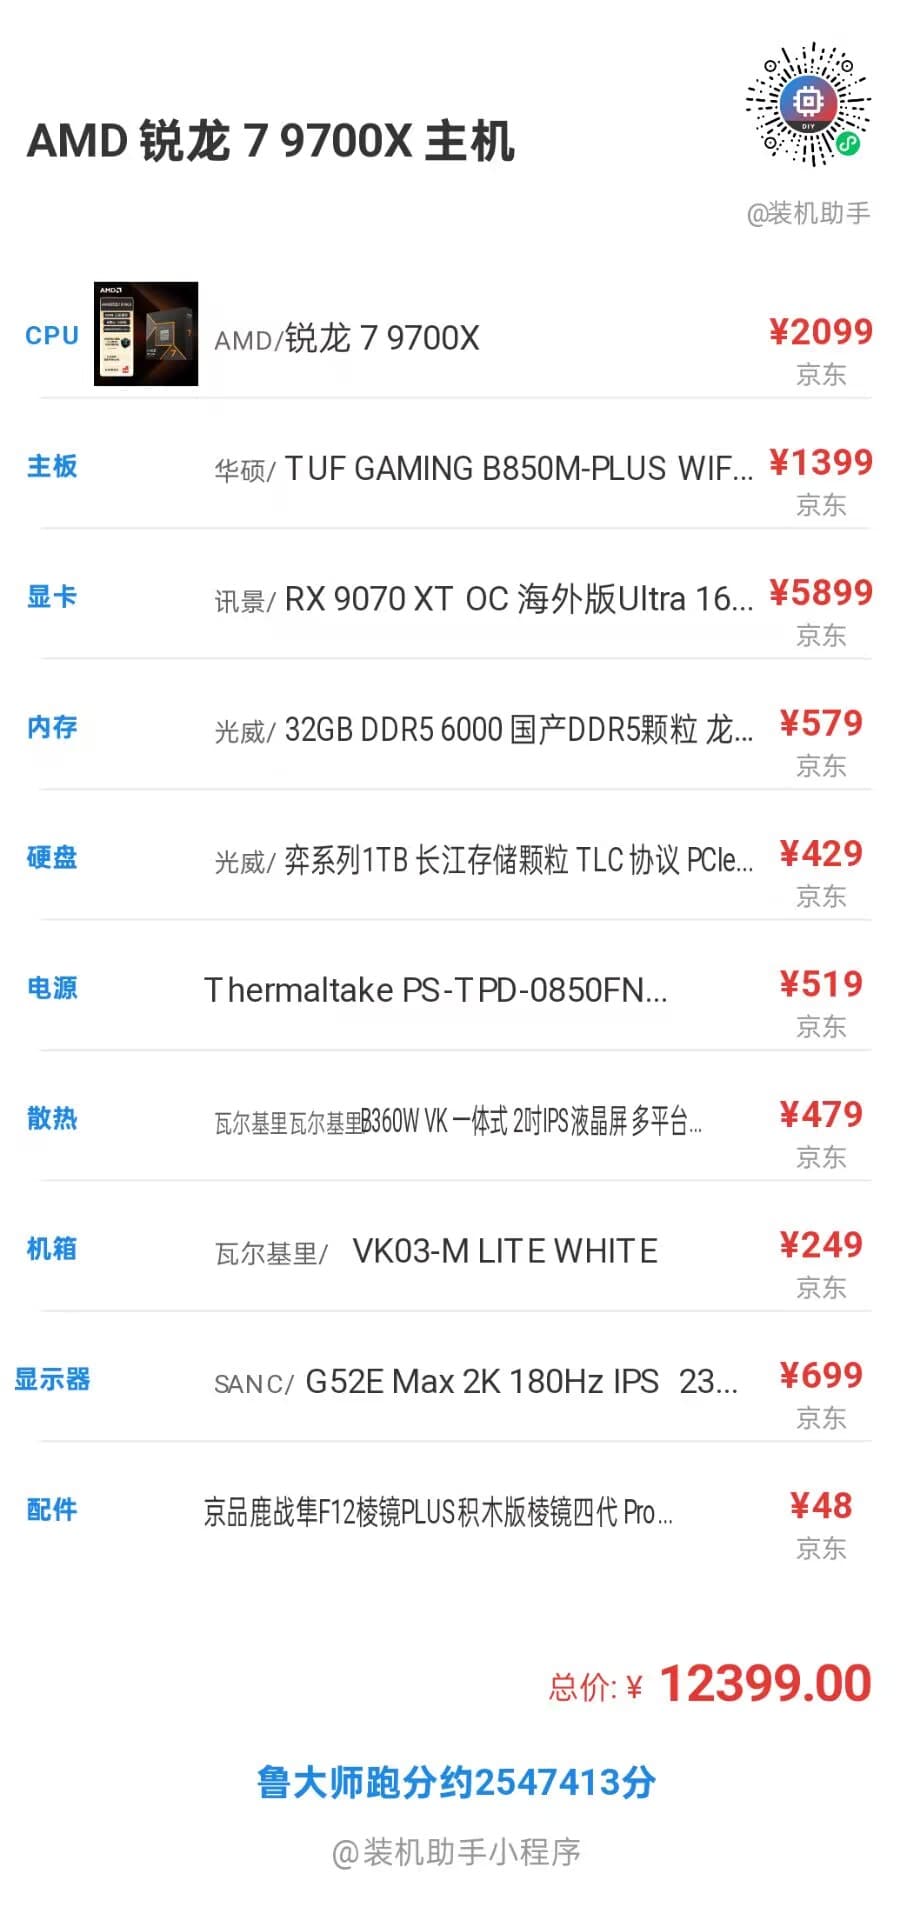 AMD 锐龙 7 9700X 主机
DIY
@装机助手
CPU AMD/锐龙 7 9700X ¥2099
京东
主板 华硕/ TUF GAMING B850M-PLUS WIF... ¥1399
京东
显卡 讯景/ RX 9070 XT OC 海外版Ultra 16... ¥5899
京东
内存 光威/ 32GB DDR5 6000 国产DDR5颗粒 龙... ¥579
京东
硬盘 光威/ 弈系列1TB 长江存储颗粒 TLC 协议 PCIe... ¥429
京东
电源 Thermaltake PS-TPD-0850FN... ¥519
京东
散热 瓦尔基里瓦尔基里B360W VK 一体式 2吋IPS液晶屏 多平台... ¥479
京东
机箱 瓦尔基里/ VK03-M LITE WHITE ¥249
京东
显示器 SANC/ G52E Max 2K 180Hz IPS 23... ¥699
京东
配件 京品鹿战隼F12棱镜PLUS积木版棱镜四代 Pro... ¥48
京东
总价: ¥ 12399.00
鲁大师跑分约2547413分
@装机助手小程序